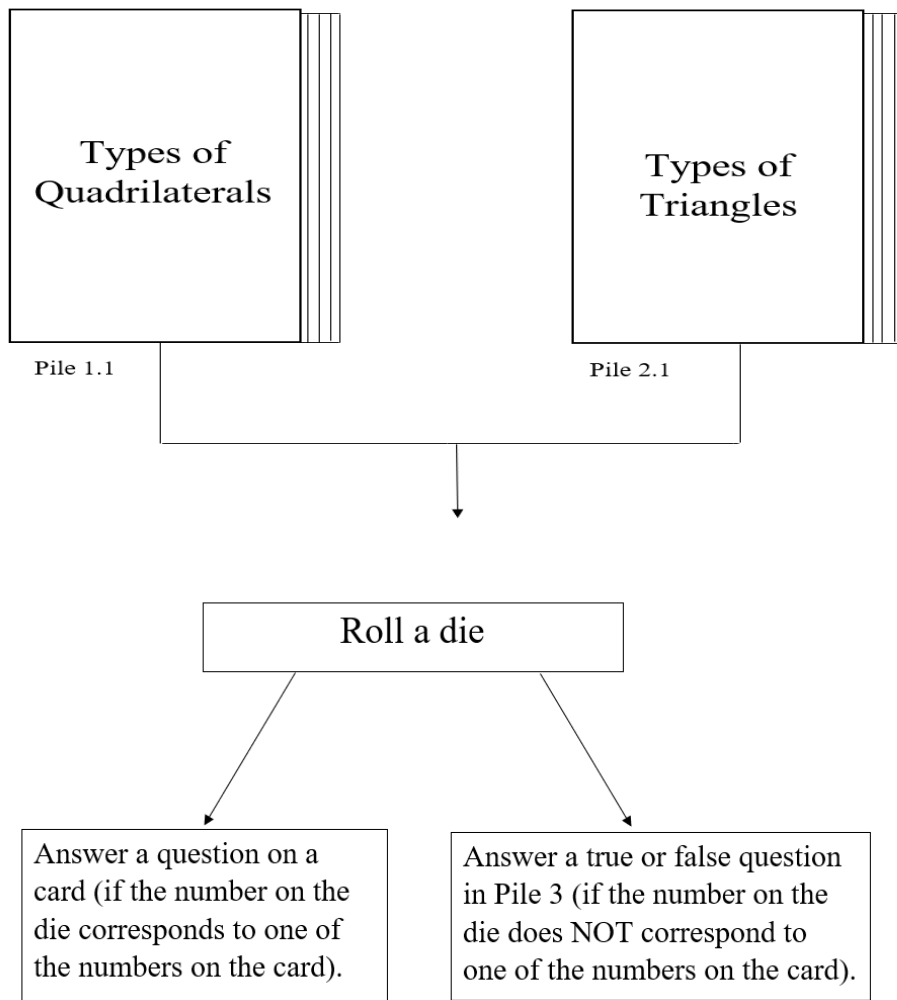 Types of
Quadrilaterals
Types of
Triangles
Pile 1.1
Pile 2.1
Roll a die
Answer a question on a
card (if the number on the
die corresponds to one of
the numbers on the card).
Answer a true or false question
in Pile 3 (if the number on the
die does NOT correspond to
one of the numbers on the card).